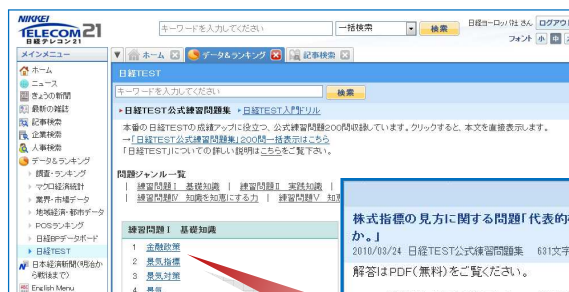 NIKKEI
TELECOM21
日経テレコン21
キーワードを入力してください
一括検索
検索
日経ヨーロッパ社 さん
ログアウ
フォント 小 中
メインメニュー
ホーム
ニュース
きょうの新聞
最新の雑誌
記事検索
企業検索
人事検索
データ&ランキング
調査・ランキング
マクロ経済統計
業界・市場データ
地域経済・都市データ
POSランキング
日経BPデータボード
日経TEST
日本経済新聞(明治から戦後まで)
English Menu
ホーム
データ&ランキング
記事検索
日経TEST
キーワードを入力してください
検索
日経TEST公式練習問題集
日経TEST入門ドリル
本番の日経TESTの成績アップに役立つ、公式練習問題200問収録しています。クリックすると、本文を直接表示します。
→「日経TEST公式練習問題集」200問一括表示はこちら
「日経TEST」についての詳しい説明はこちらをご覧下さい。
問題ジャンル一覧
| 練習問題Ⅰ 基礎知識 | 練習問題Ⅱ 実践知識 |
| 練習問題Ⅳ 知識を知恵にする力 | 練習問題Ⅴ 知
練習問題Ⅰ 基礎知識
1 金融政策
2 景気指標
3 景気対策
4 景気
株式指標の見方に関する問題「代表的
か。」
2010/03/24 日経TEST公式練習問題集 631文字
解答はPDF(無料)をご覧ください。